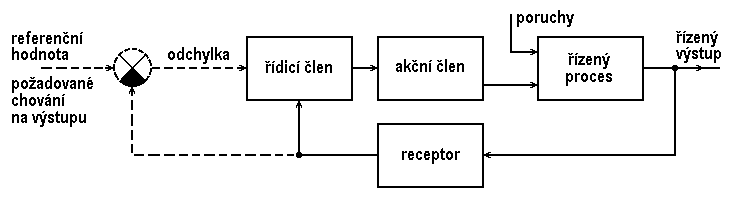 referenční
hodnota
požadované
chování
na výstupu
odchylka
řídicí člen
akční člen
poruchy
řízený
proces
řízený
výstup
receptor